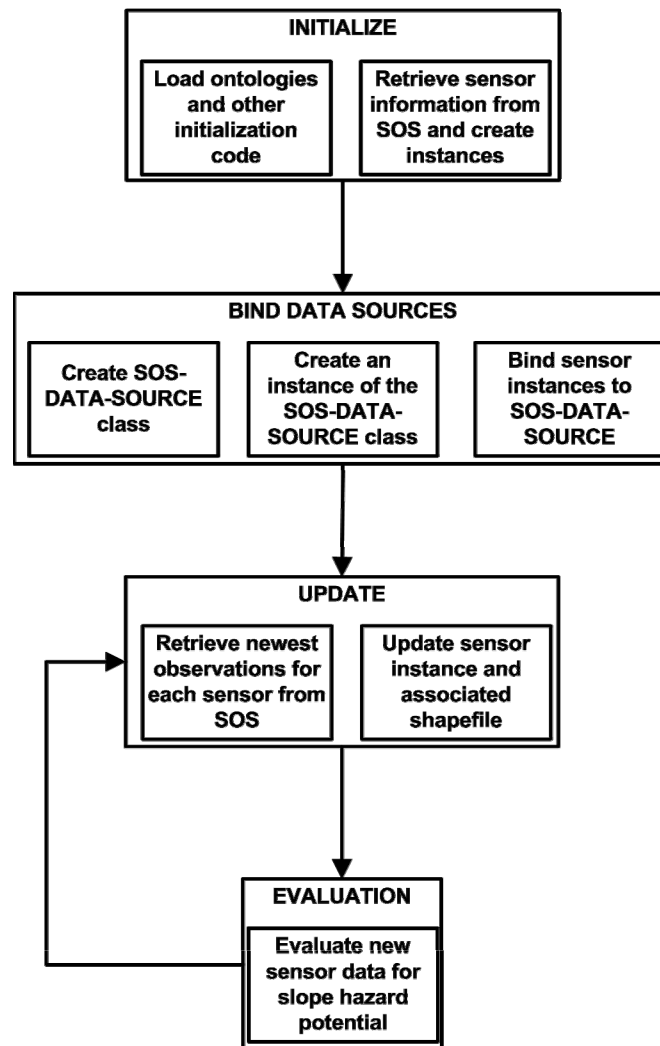 INITIALIZE
Load ontologies
and other
initialization
code
Retrieve sensor
information from
SOS and create
instances
BIND DATA SOURCES
Create SOS-
DATA-SOURCE
class
Create an
instance of the
SOS-DATA-
SOURCE class
Bind sensor
instances to
SOS-DATA-
SOURCE
UPDATE
Retrieve newest
observations for
each sensor from
SOS
Update sensor
instance and
associated
shapefile
EVALUATION
Evaluate new
sensor data for
slope hazard
potential